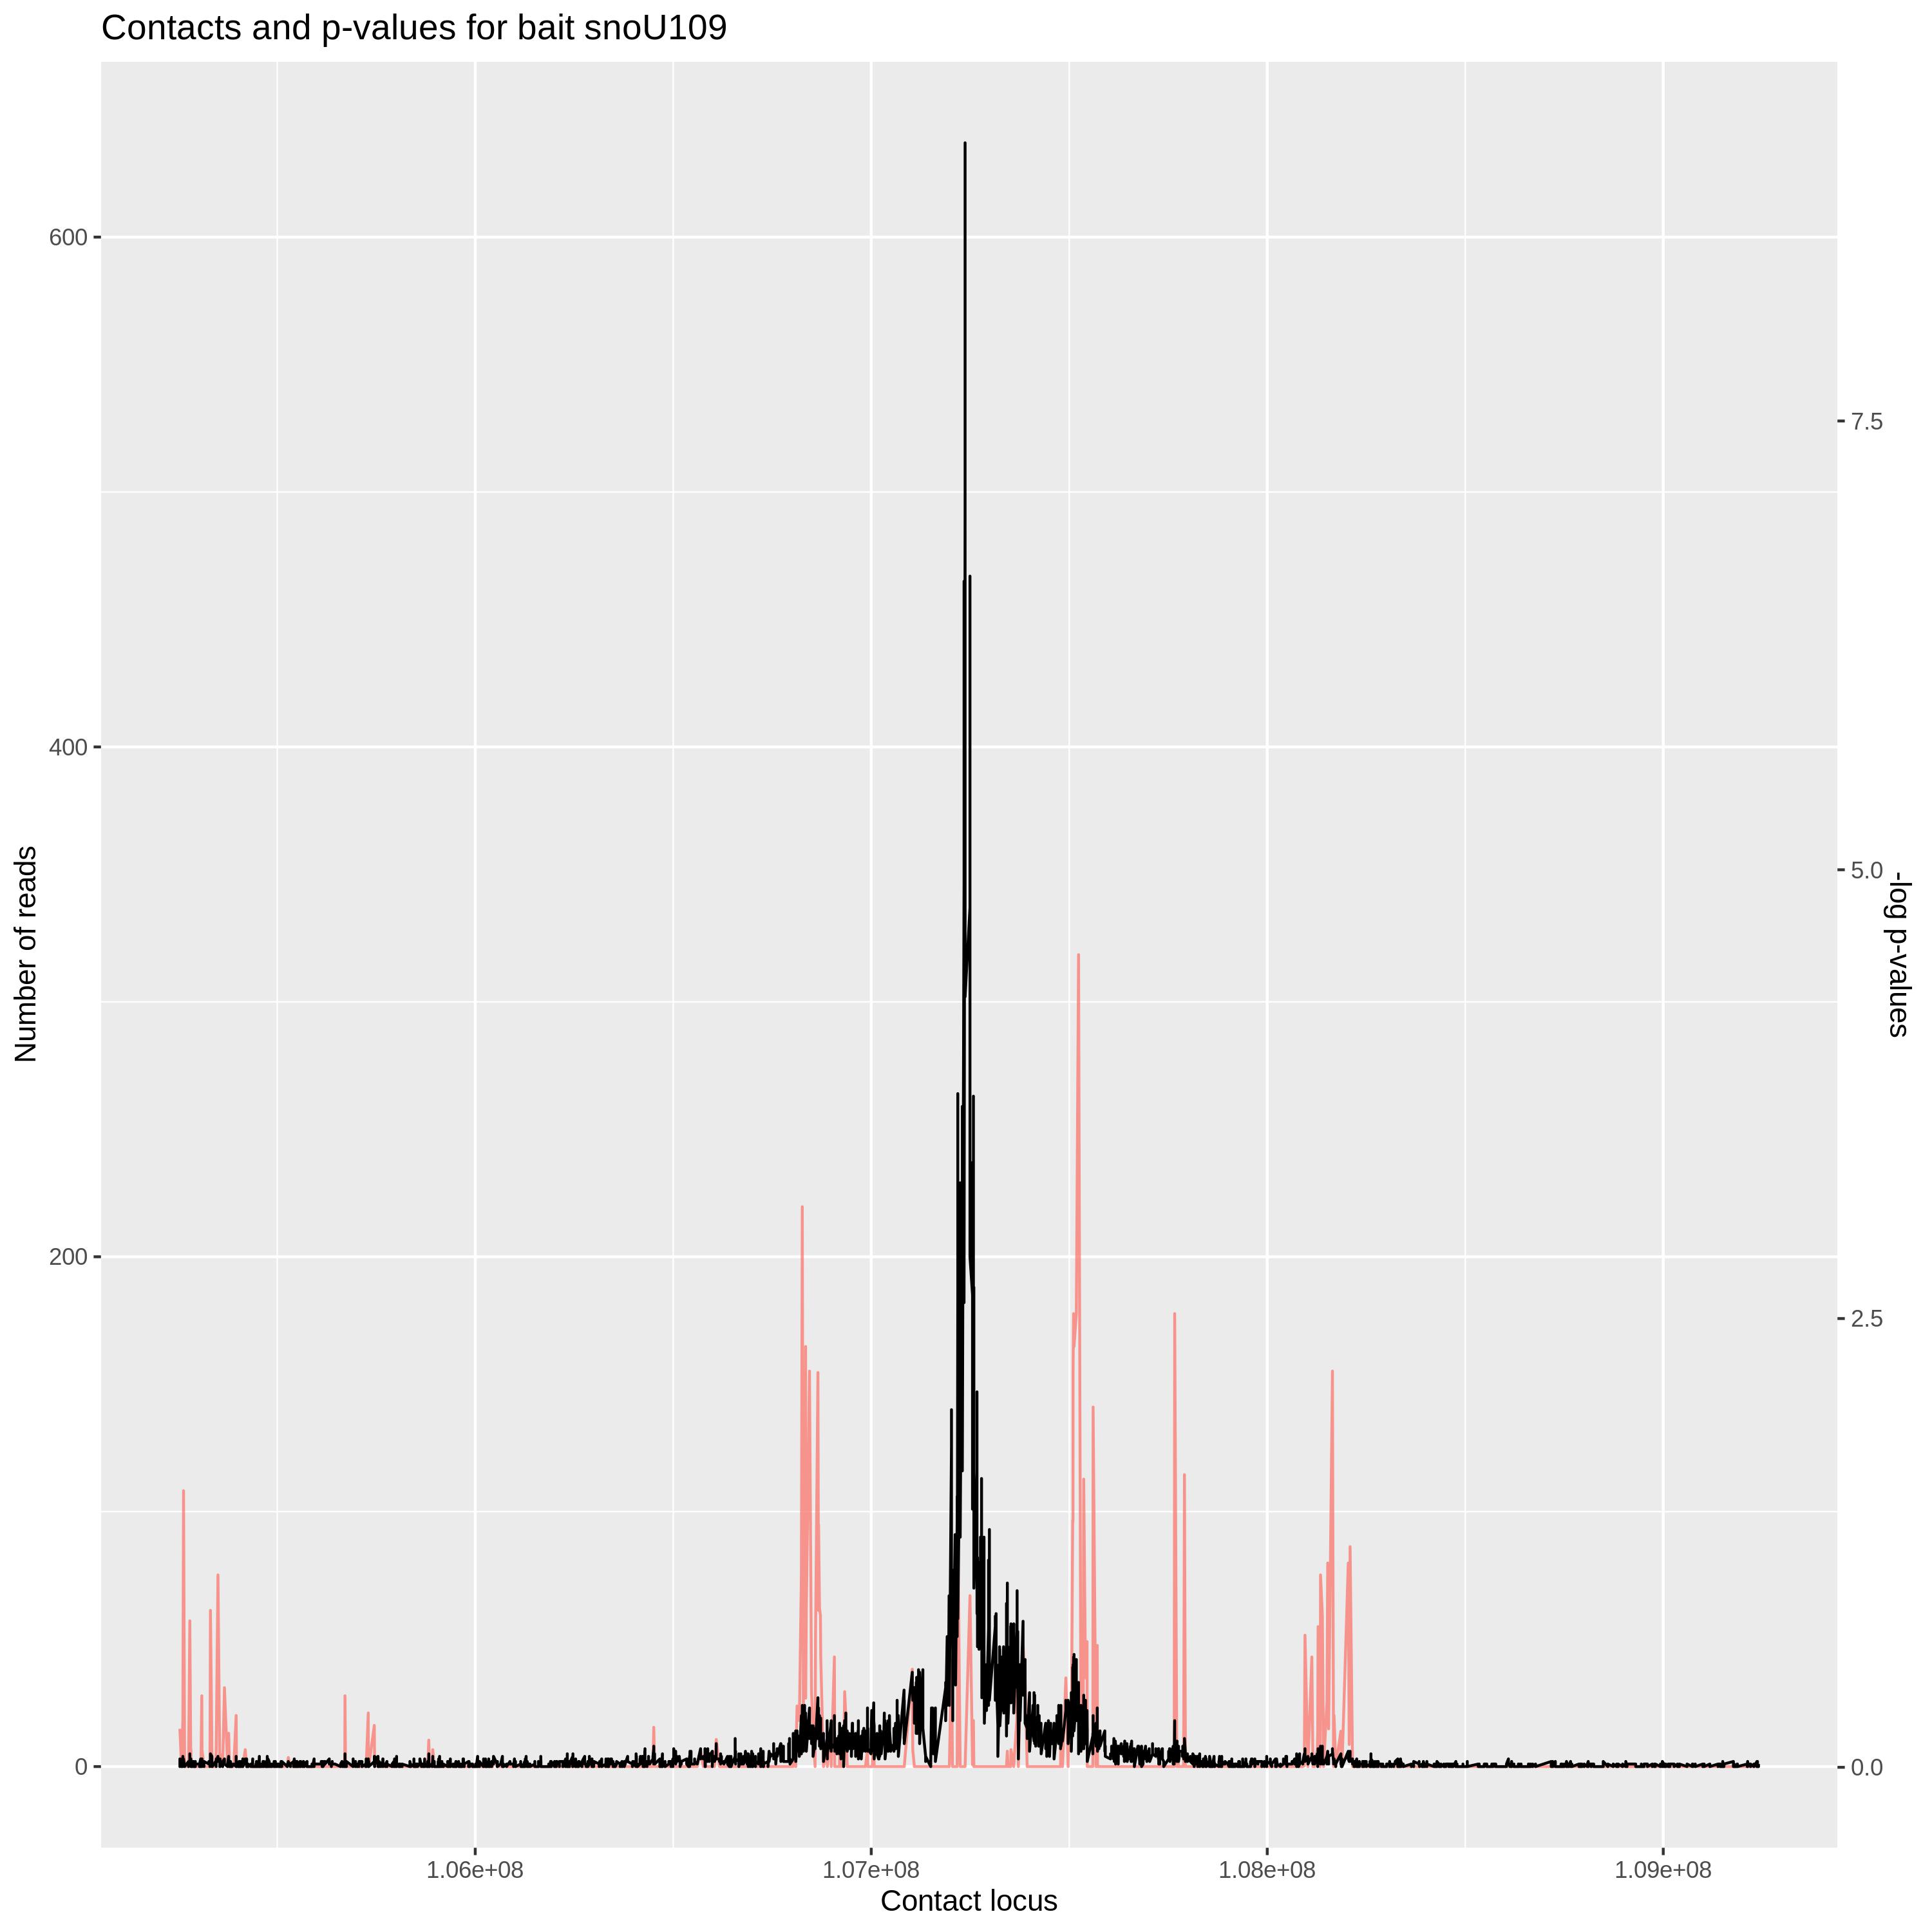 Contacts and p-values for bait snoU109
600
400
200
0
Number of reads
7.5
5.0
2.5
0.0
-log p-values
1.06e+08
1.07e+08
1.08e+08
1.09e+08
Contact locus